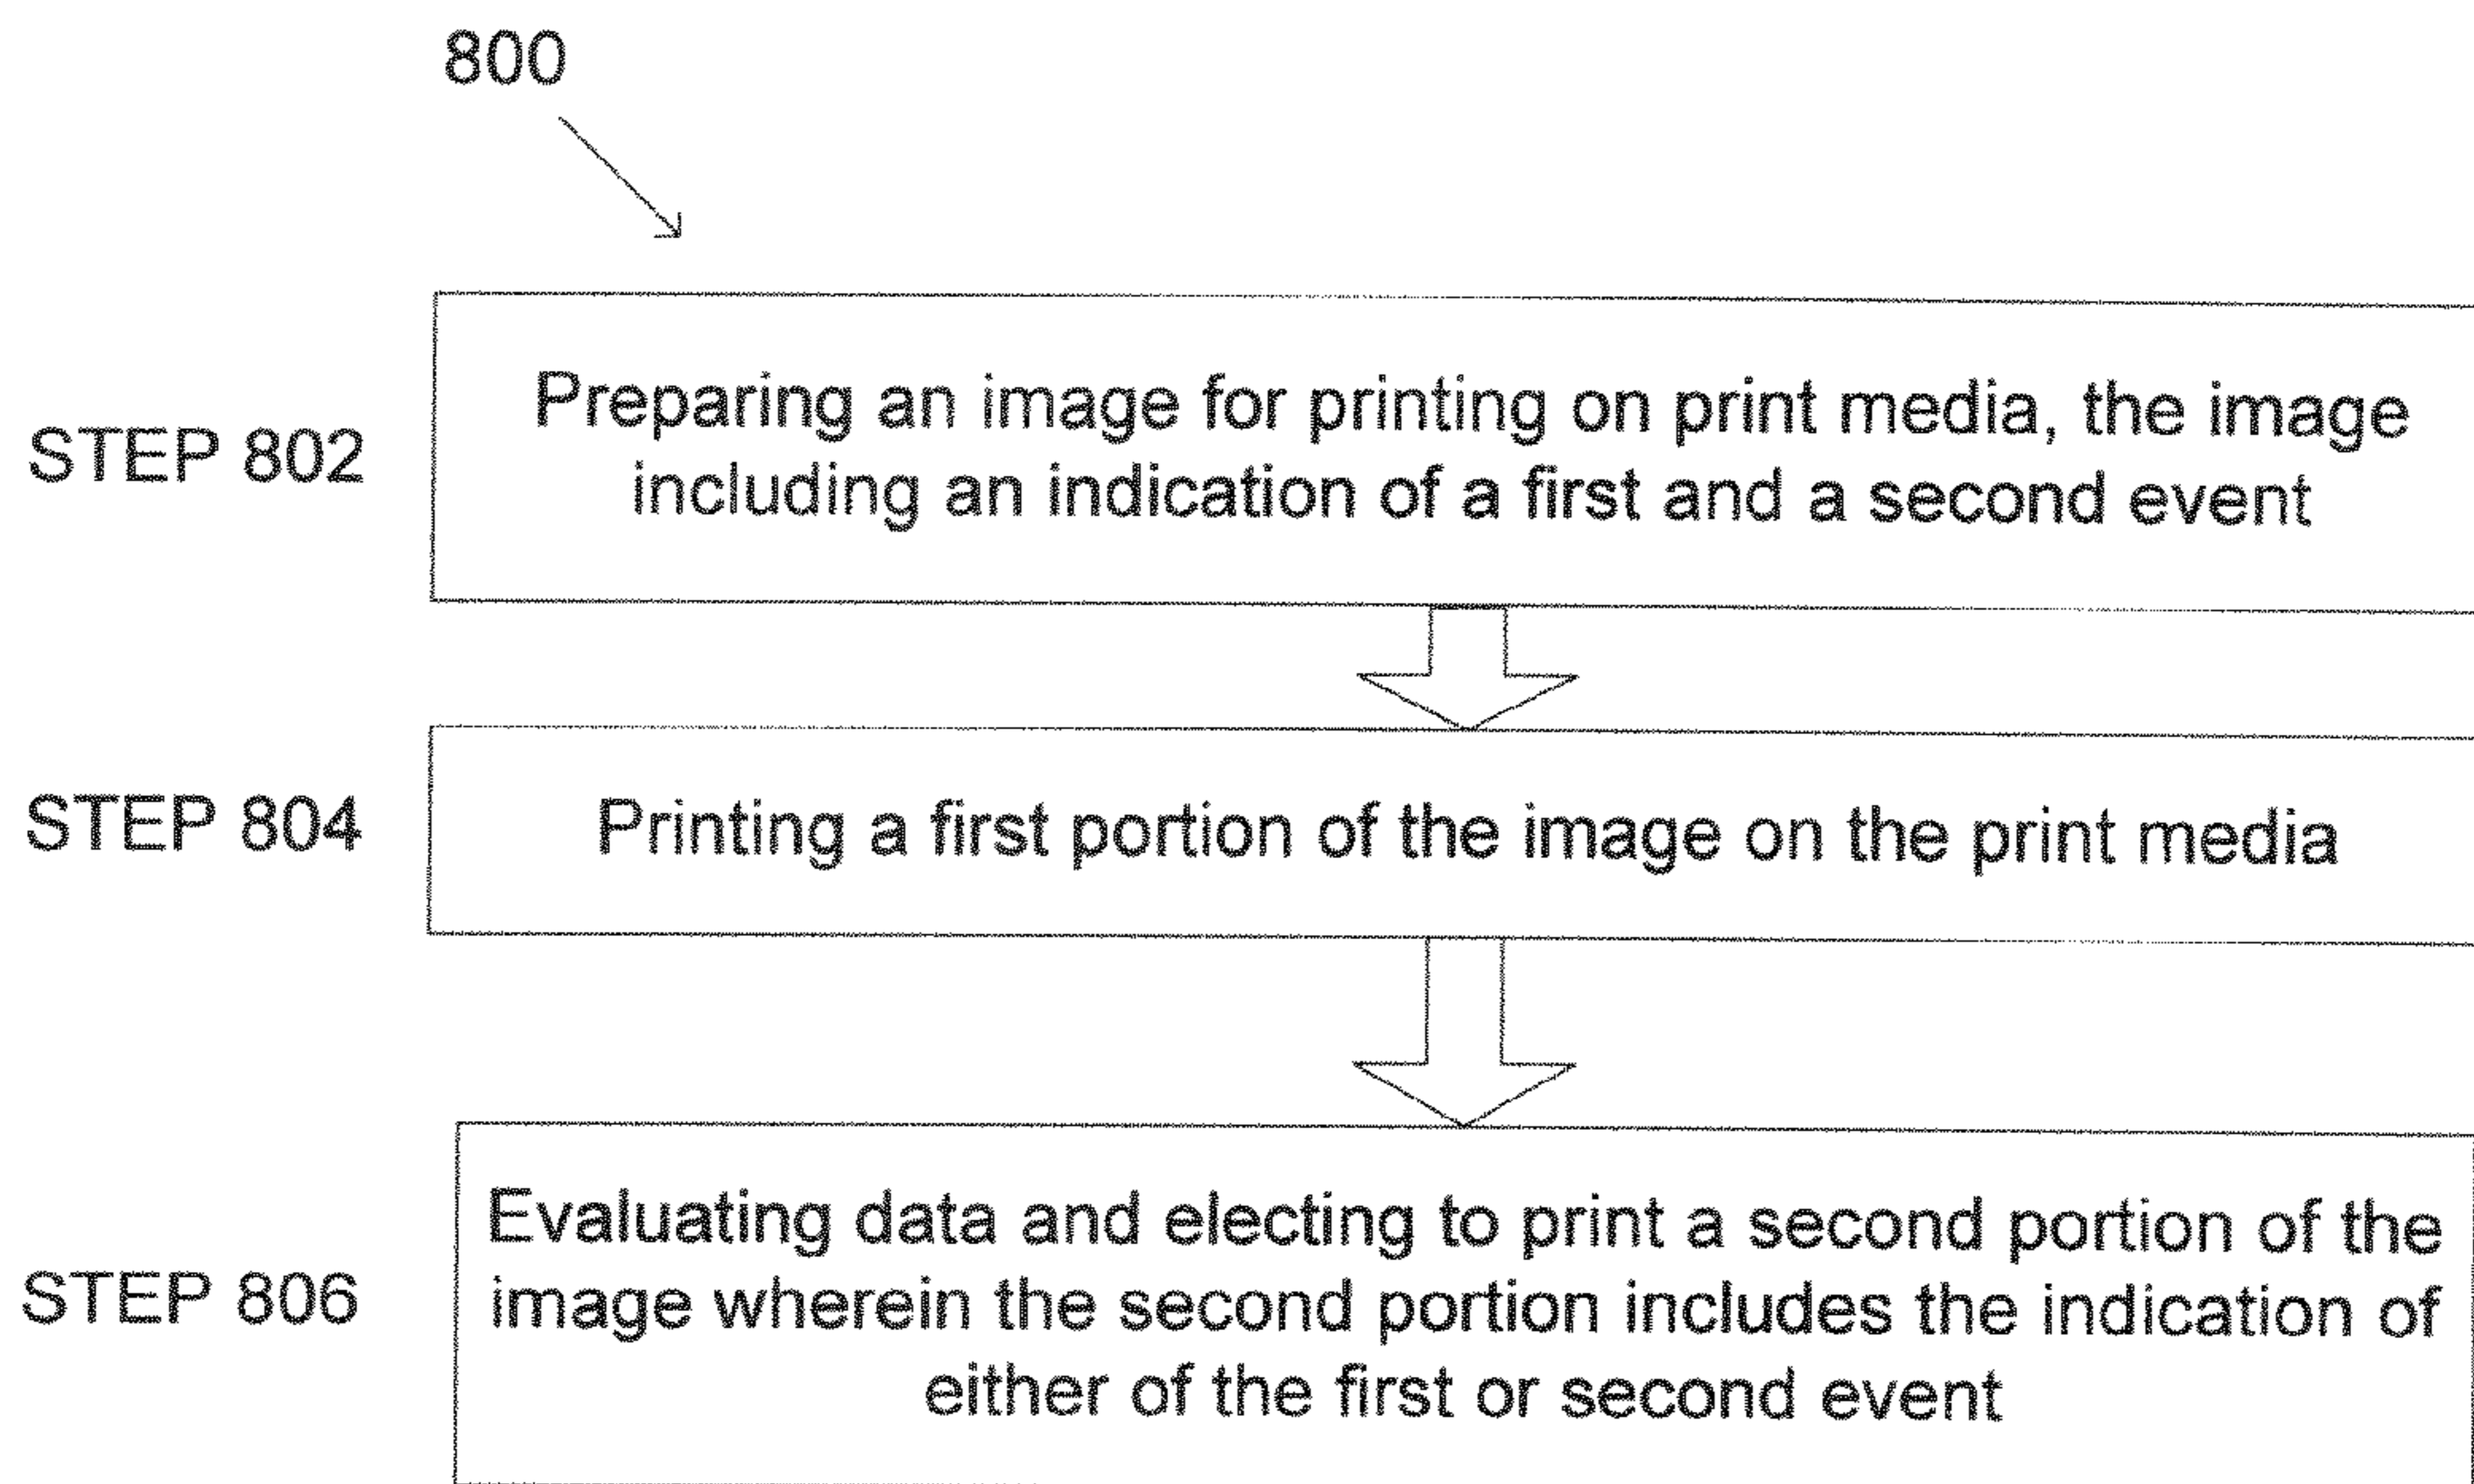 800
STEP 802
Preparing an image for printing on print media, the image
including an indication of a first and a second event
STEP 804
Printing a first portion of the image on the print media
STEP 806
Evaluating data and electing to print a second portion of the
image wherein the second portion includes the indication of
either of the first or second event